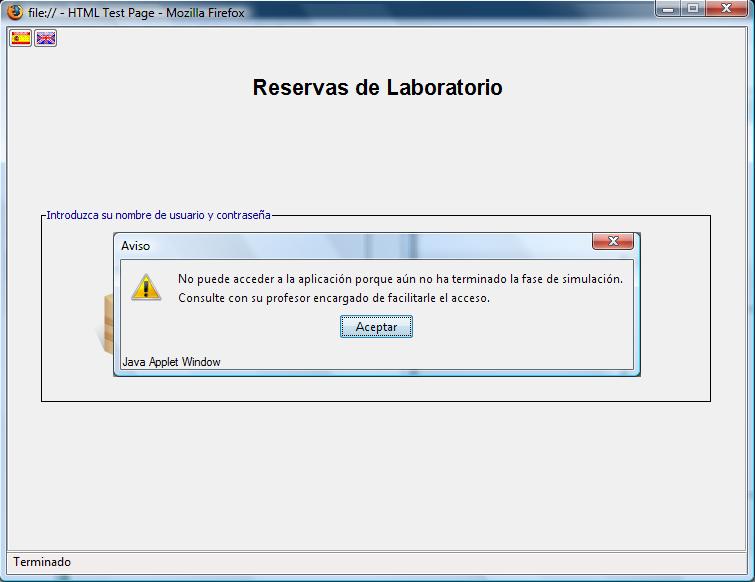 file:// - HTML Test Page - Mozilla Firefox
Reservas de Laboratorio
Introduzca su nombre de usuario y contraseña
Aviso
No puede acceder a la aplicación porque aún no ha terminado la fase de simulación.
Consulte con su profesor encargado de facilitarle el acceso.
Aceptar
Java Applet Window
Terminado